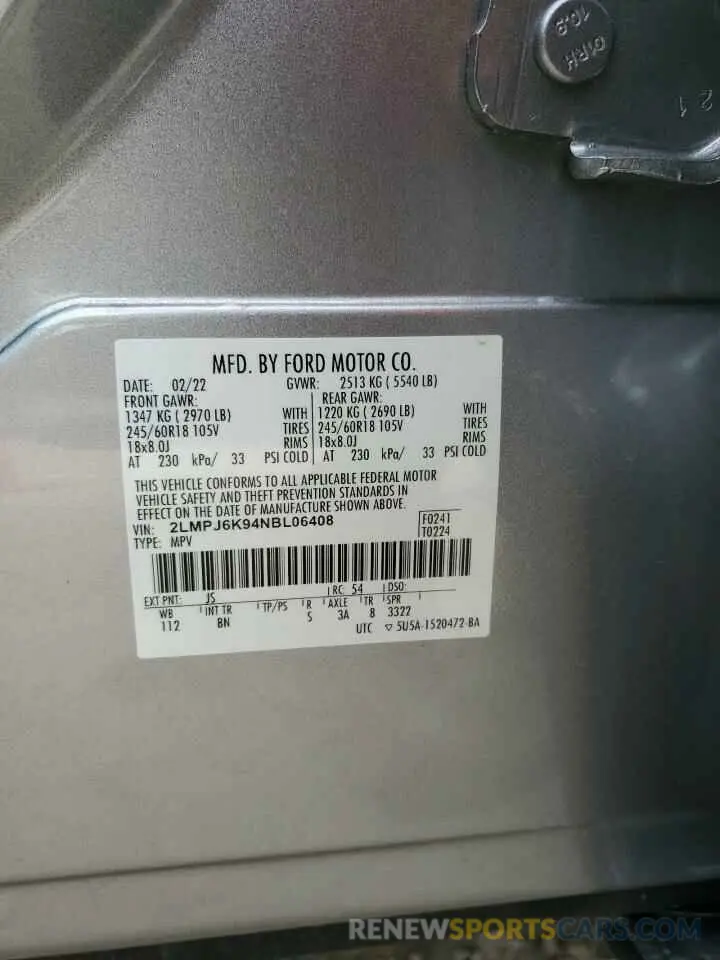 10.9
01RH
2 1
MFD. BY FORD MOTOR CO.
DATE: 02/22 GVWR: 2513 KG ( 5540 LB)
FRONT GAWR: REAR GAWR:
1347 KG ( 2970 LB) WITH 1220 KG ( 2690 LB) WITH
245/60R18 105V TIRES 245/60R18 105V TIRES
18x8.0J RIMS 18x8.0J RIMS
AT 230 kPa/ 33 PSI COLD AT 230 kPa/ 33 PSI COLD
THIS VEHICLE CONFORMS TO ALL APPLICABLE FEDERAL MOTOR
VEHICLE SAFETY AND THEFT PREVENTION STANDARDS IN
EFFECT ON THE DATE OF MANUFACTURE SHOWN ABOVE.
VIN: 2LMPJ6K94NBL06408 F0241
TYPE: MPV T0224
EXT PNT: JS RC: 54 DSO:
WB INT TR TP/PS R AXLE TR SPR
112 BN S 3A 8 3322
UTC ▽ 5U5A-1520472-BA
RENEWSPORTSCARS.COM